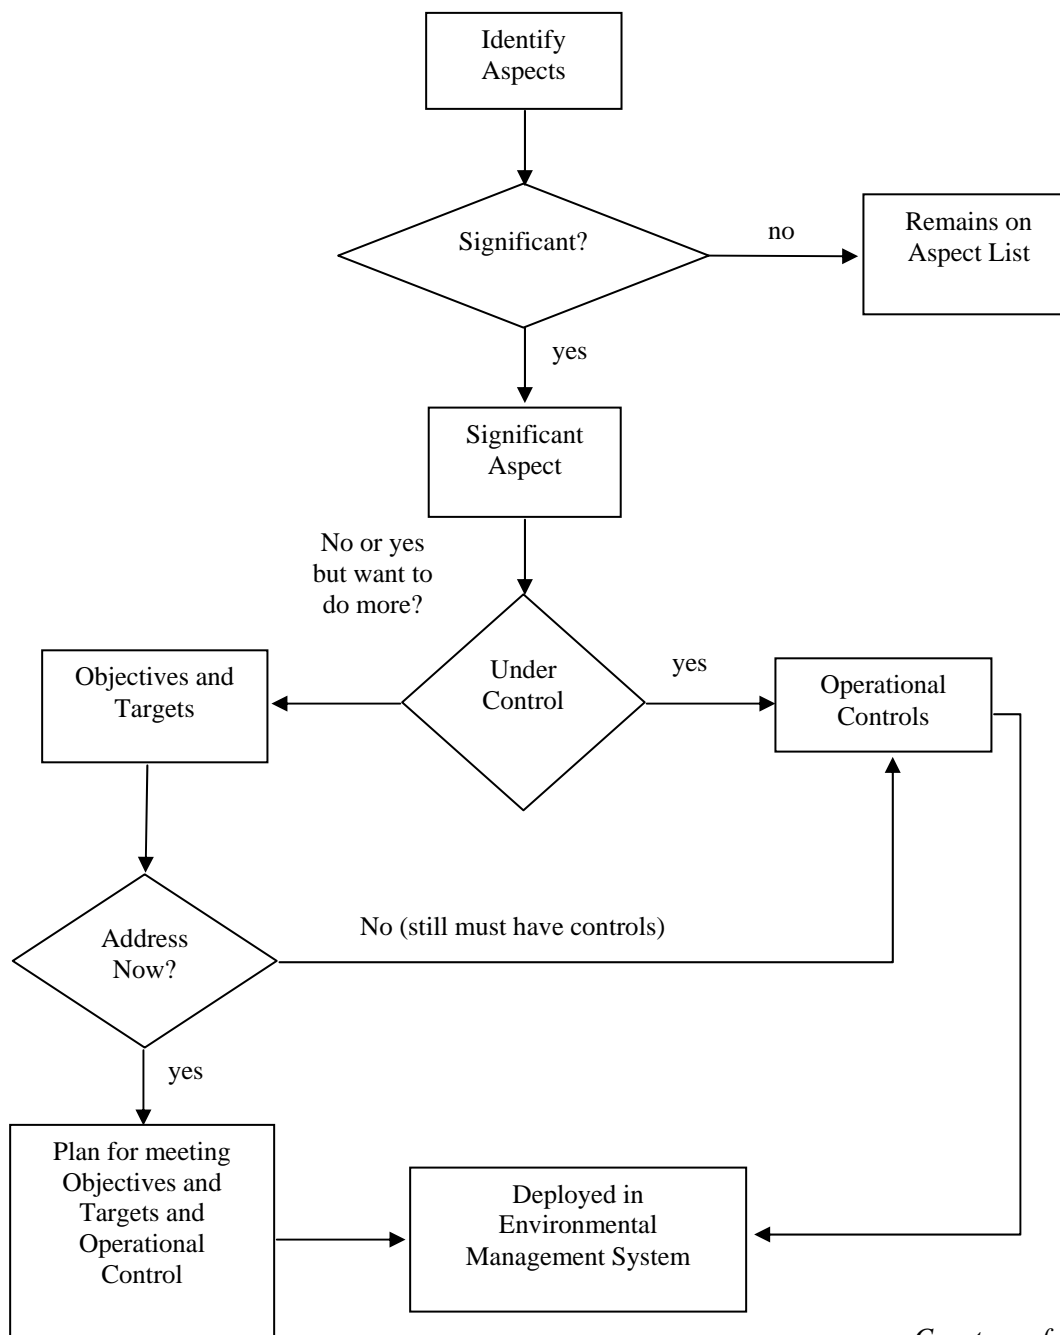 Identify
Aspects
Significant?
no
Remains on
Aspect List
yes
Significant
Aspect
No or yes
but want to
do more?
Under
Control
yes
Objectives and
Targets
Operational
Controls
Address
Now?
No (still must have controls)
yes
Plan for meeting
Objectives and
Targets and
Operational
Control
Deployed in
Environmental
Management System